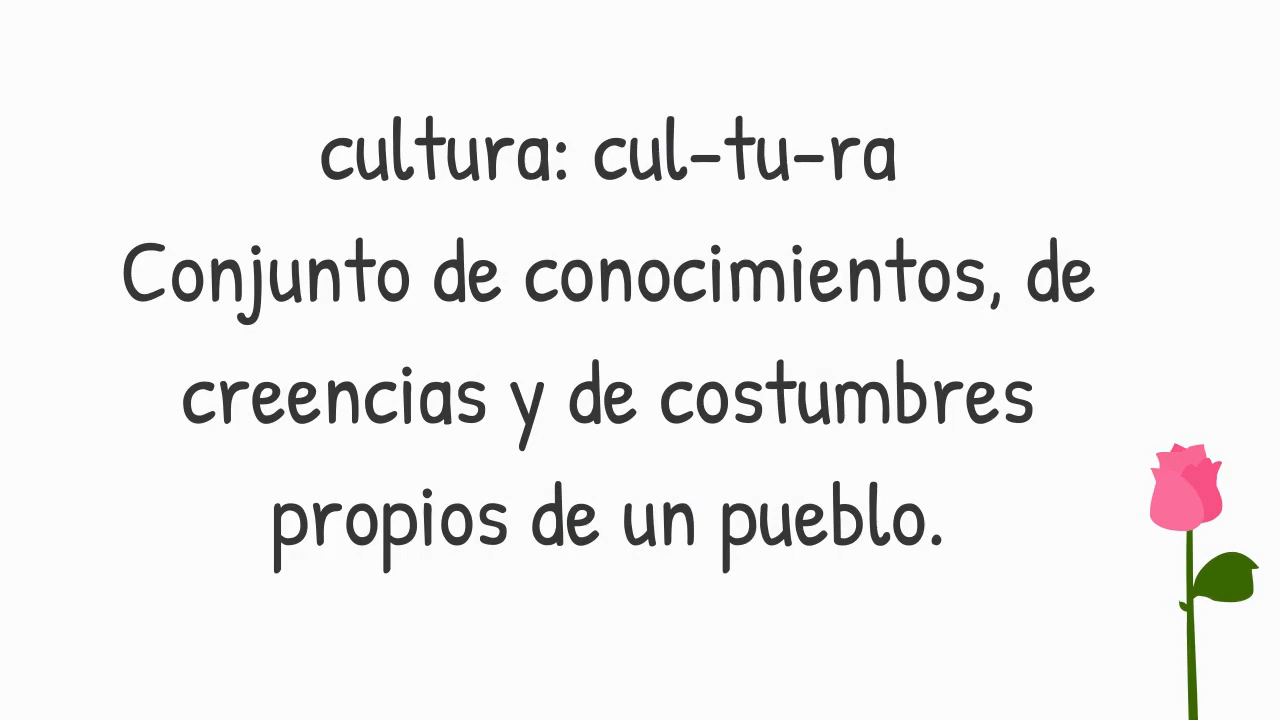 cultura: cul-tu-ra
Conjunto de conocimientos, de
creencias y de costumbres
propios de un pueblo.